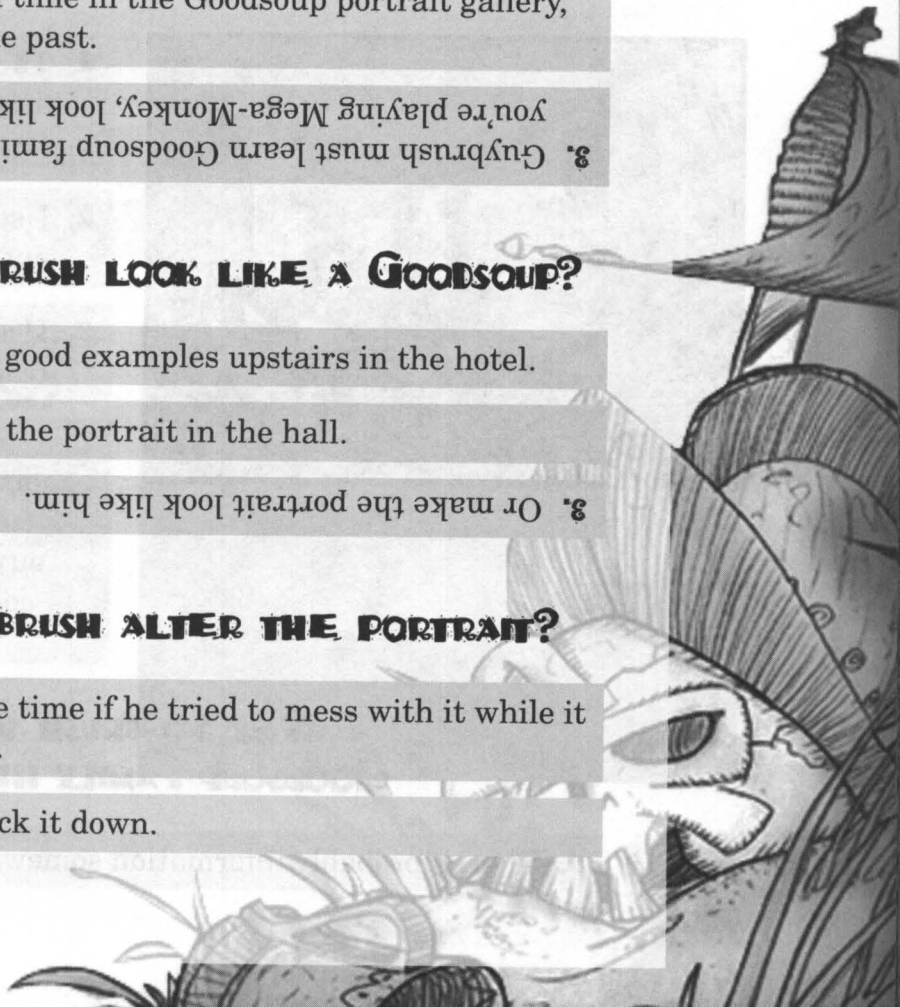 time in the Goodsoup portrait gallery,
e past.
3. Guybrush must learn Goodsoup fami
you're playing Mega-Monkey, look lik
RUSH LOOK LIKE A GOODSOUP?
good examples upstairs in the hotel.
the portrait in the hall.
3. Or make the portrait look like him.
BRUSH ALTER THE PORTRAIT?
e time if he tried to mess with it while it
ck it down.